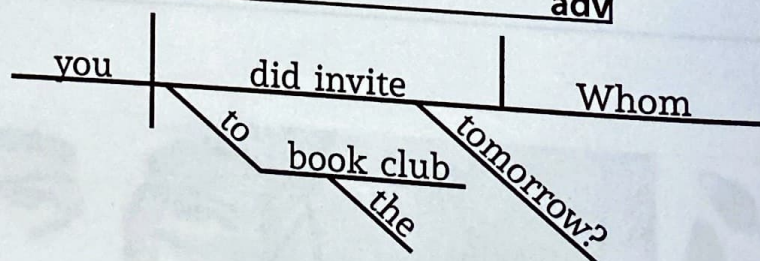 adv
you did invite Whom
to tomorrow?
book club
the